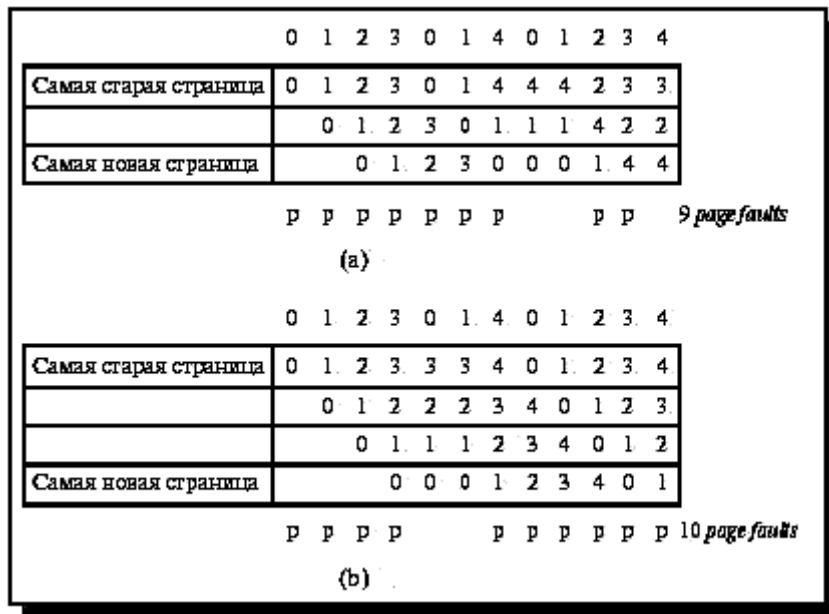 0 1 2 3 0 1 4 0 1 2 3 4
Самая старая страница 0 1 2 3 0 1 4 4 4 2 3 3
0 1 2 3 0 1 1 1 4 2 2
Самая новая страница 0 1 2 3 0 0 0 1 4 4
p p p p p p p p p 9 page faults
(a)
0 1 2 3 0 1 4 0 1 2 3 4
Самая старая страница 0 1 2 3 3 3 4 0 1 2 3 4
0 1 2 2 2 3 4 0 1 2 3
0 1 1 1 2 3 4 0 1 2
Самая новая страница 0 0 0 1 2 3 4 0 1
p p p p p p p p p p 10 page faults
(b)